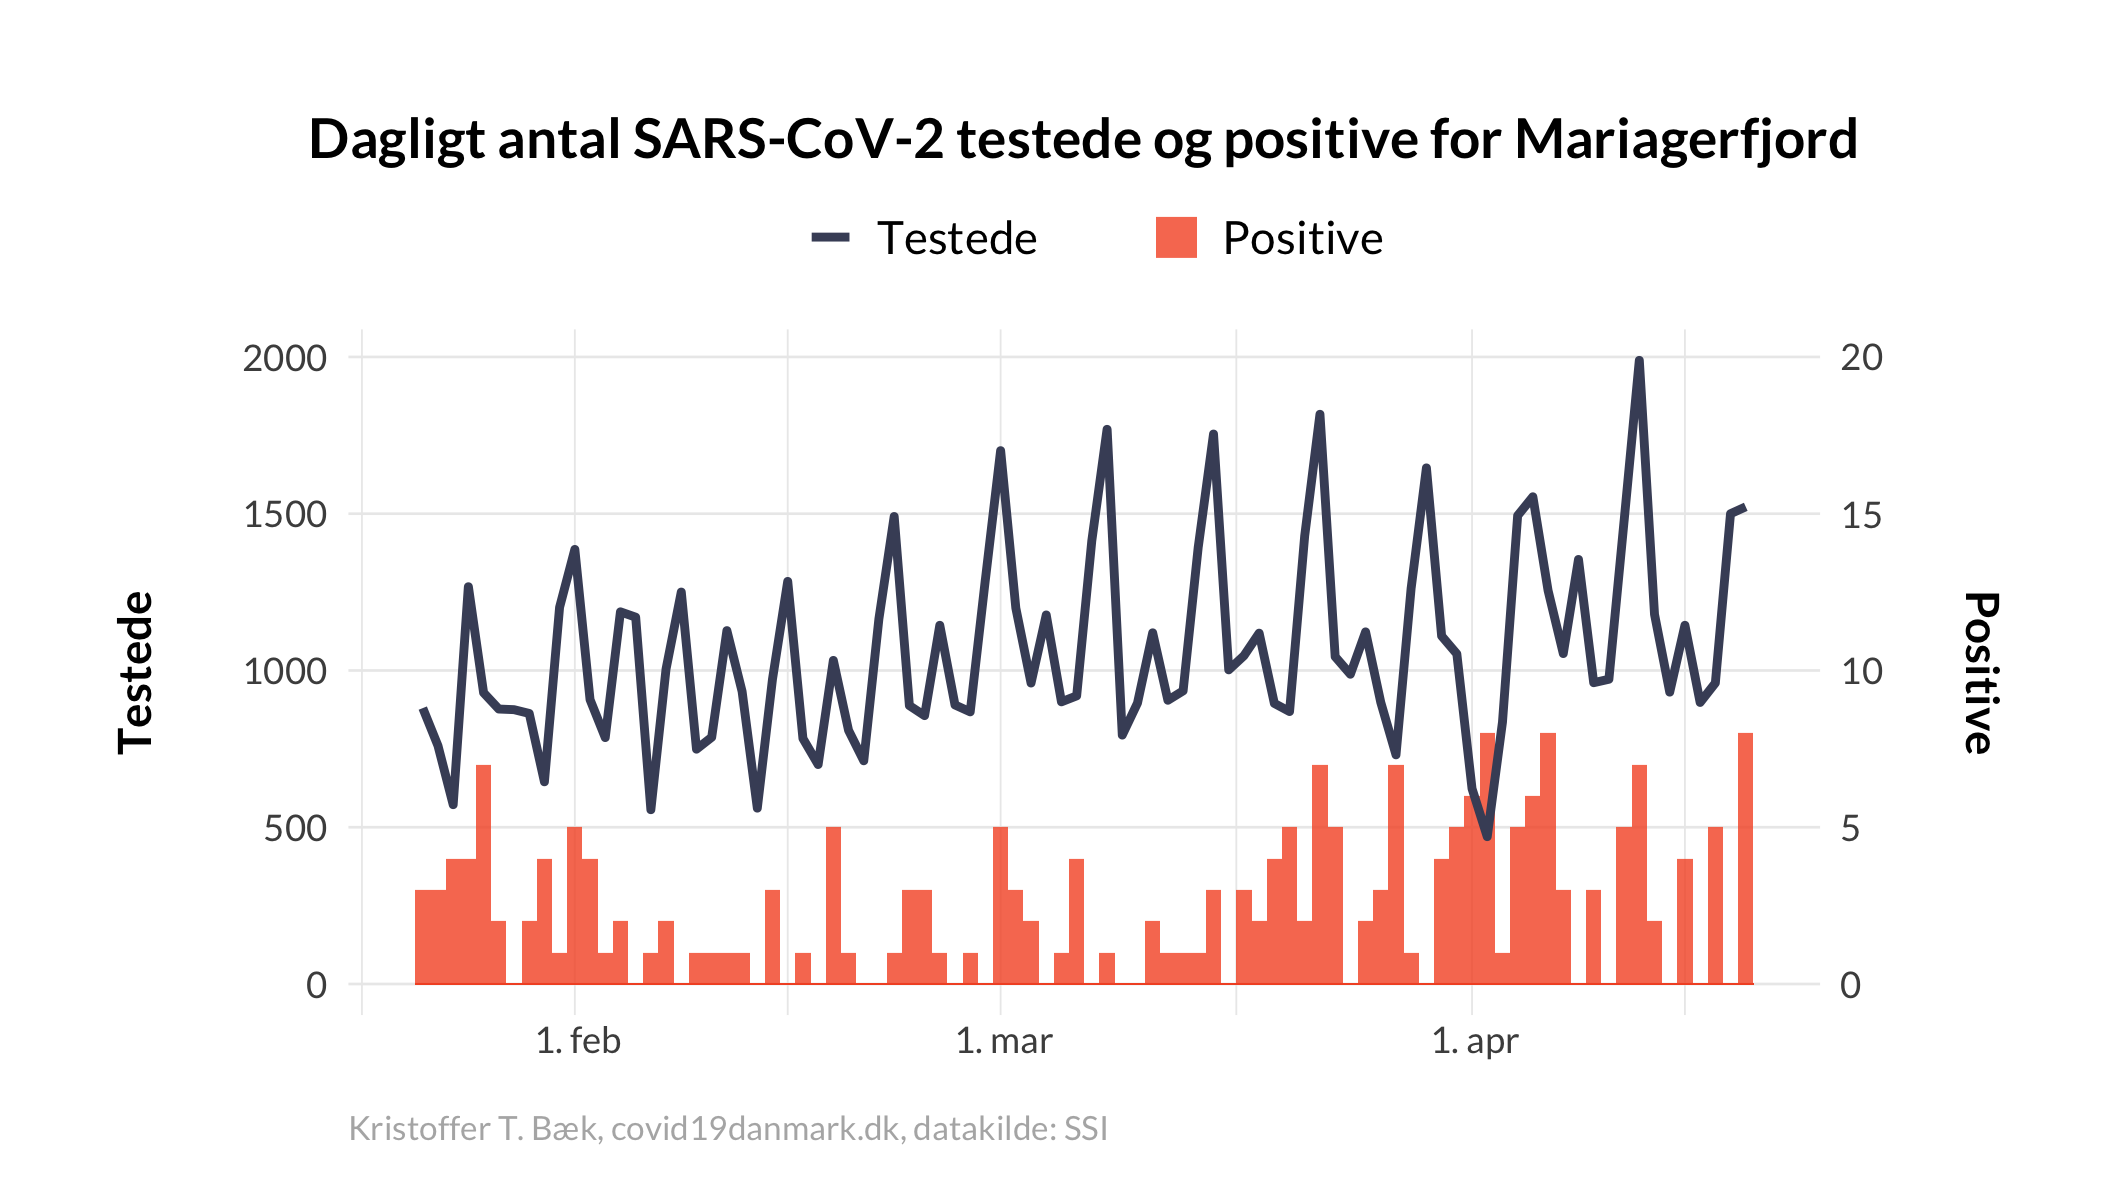 Dagligt antal SARS-CoV-2 testede og positive for Mariagerfjord
Testede Positive
2000 20
1500 15
1000 10
500 5
0 0
Testede
Positive
1. feb 1. mar 1. apr
Kristoffer T. Bæk, covid19danmark.dk, datakilde: SSI